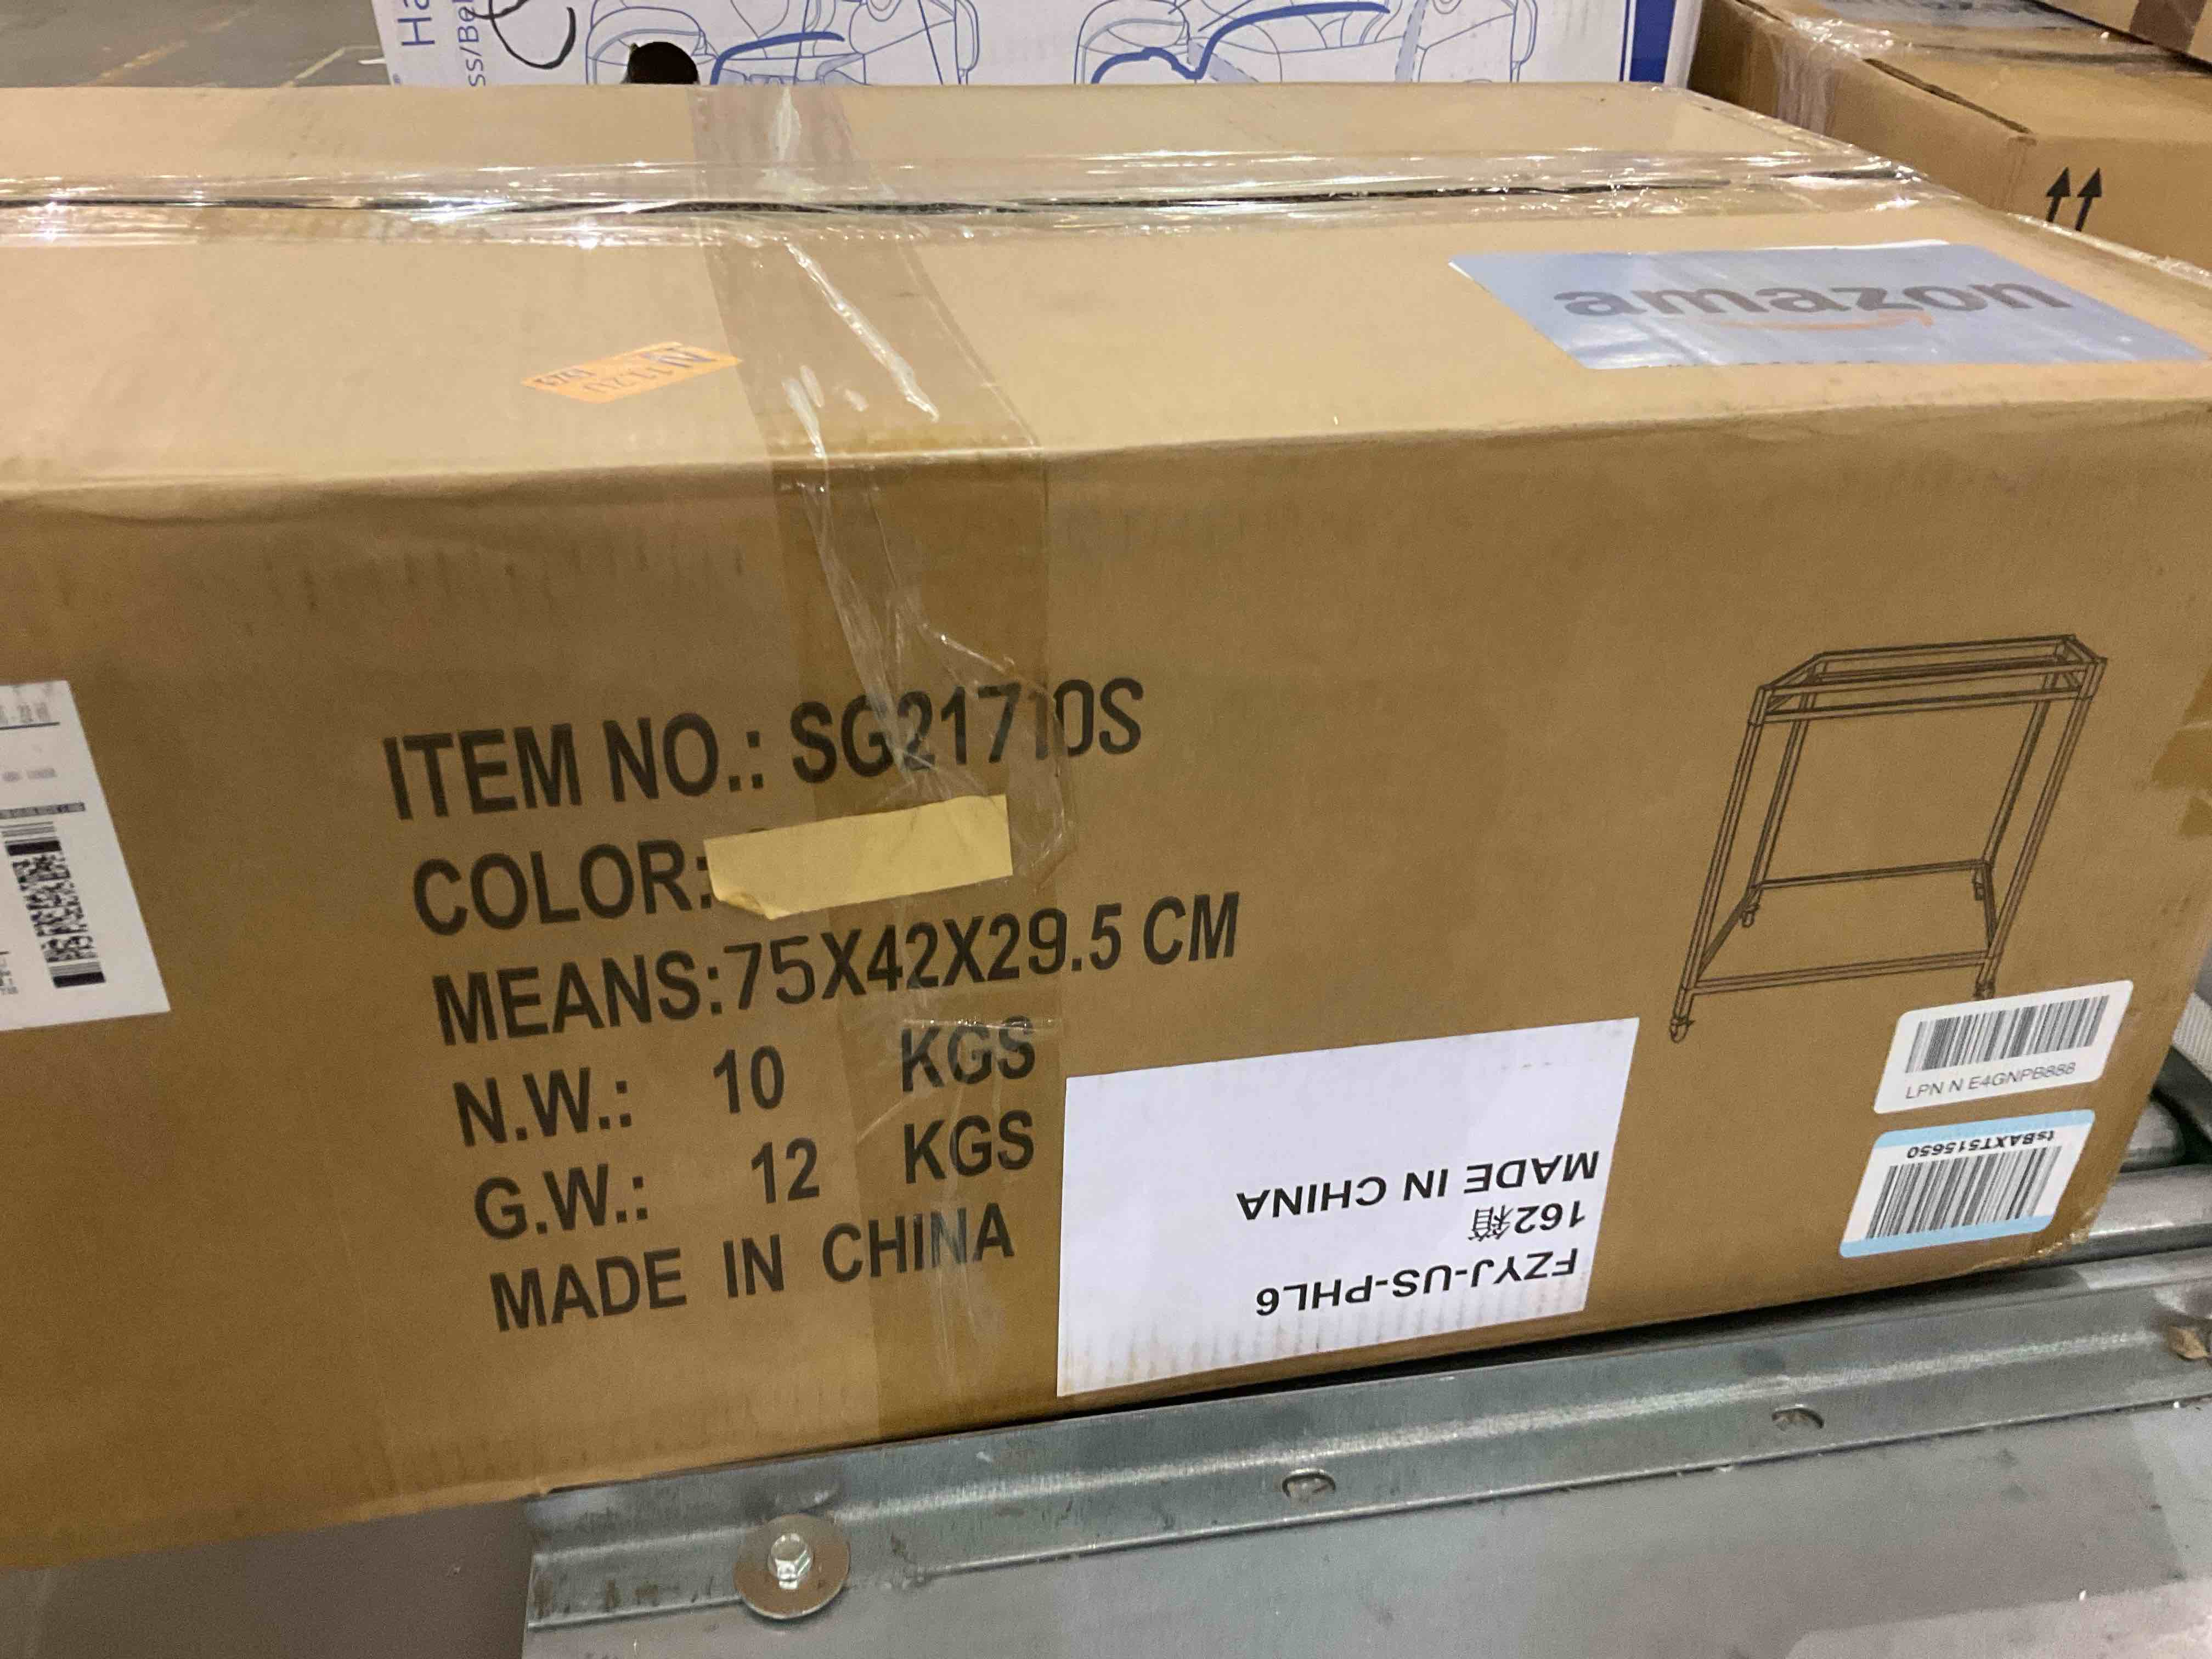 amazon
ITEM NO.: SG21710S
COLOR:
MEANS:75X42X29.5 CM
N.W.: 10 KGS
G.W.: 12 KGS
MADE IN CHINA
FZYJ-US-PHL6
162箱
MADE IN CHINA
LPN N E4GNPB888
tsBAXT515650